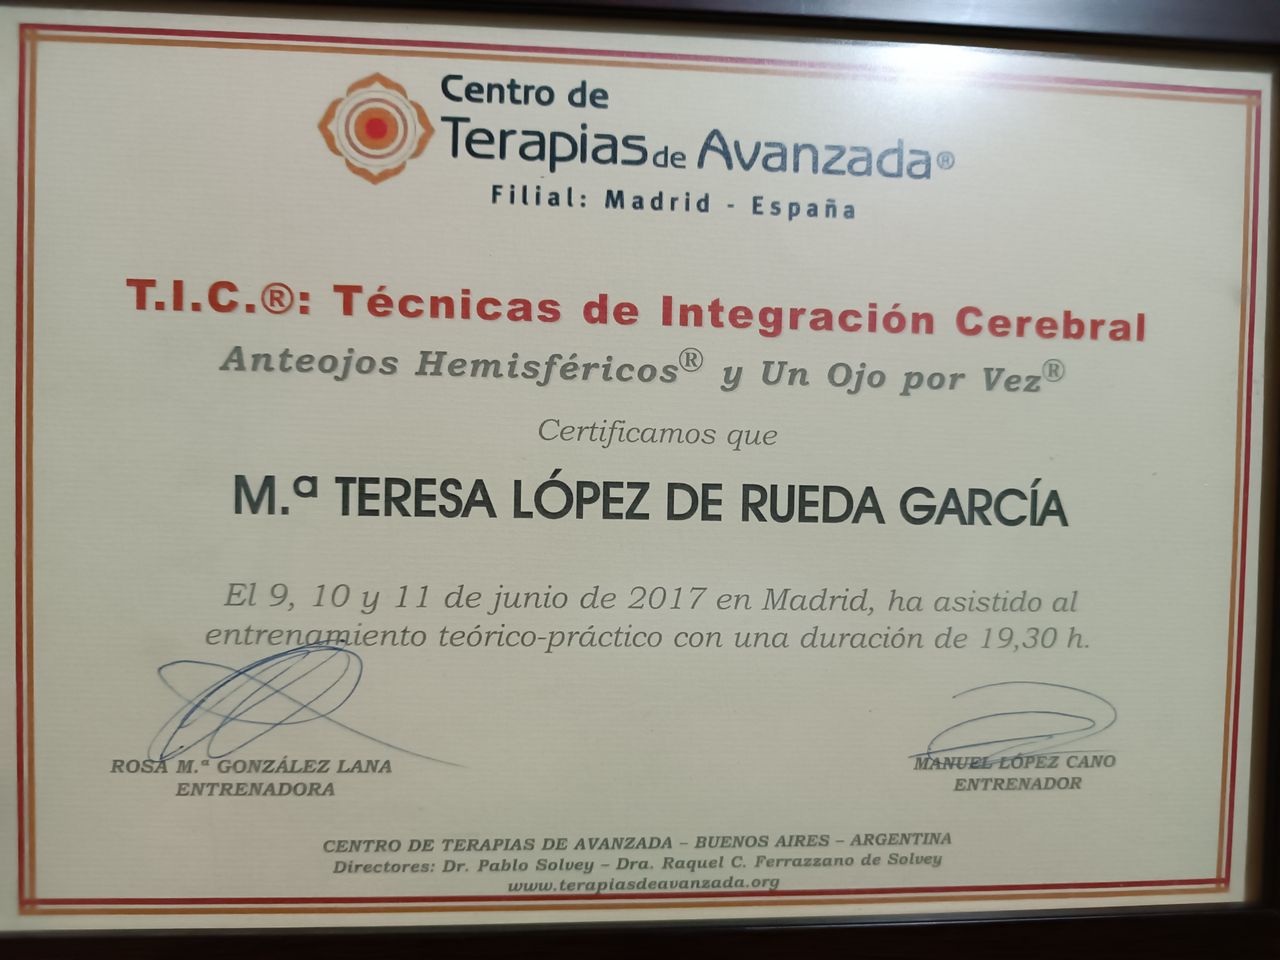 Centro de
Terapias de Avanzada®
Filial: Madrid - España
T.I.C.®: Técnicas de Integración Cerebral
Anteojos Hemisféricos® y Un Ojo por Vez®
Certificamos que
M.ª TERESA LÓPEZ DE RUEDA GARCÍA
El 9, 10 y 11 de junio de 2017 en Madrid, ha asistido al
entrenamiento teórico-práctico con una duración de 19,30 h.
ROSA M.ª GONZÁLEZ LANA
ENTRENADORA
MANUEL LÓPEZ CANO
ENTRENADOR
CENTRO DE TERAPIAS DE AVANZADA – BUENOS AIRES – ARGENTINA
Directores: Dr. Pablo Solvey – Dra. Raquel C. Ferrazzano de Solvey
www.terapiasdeavanzada.org